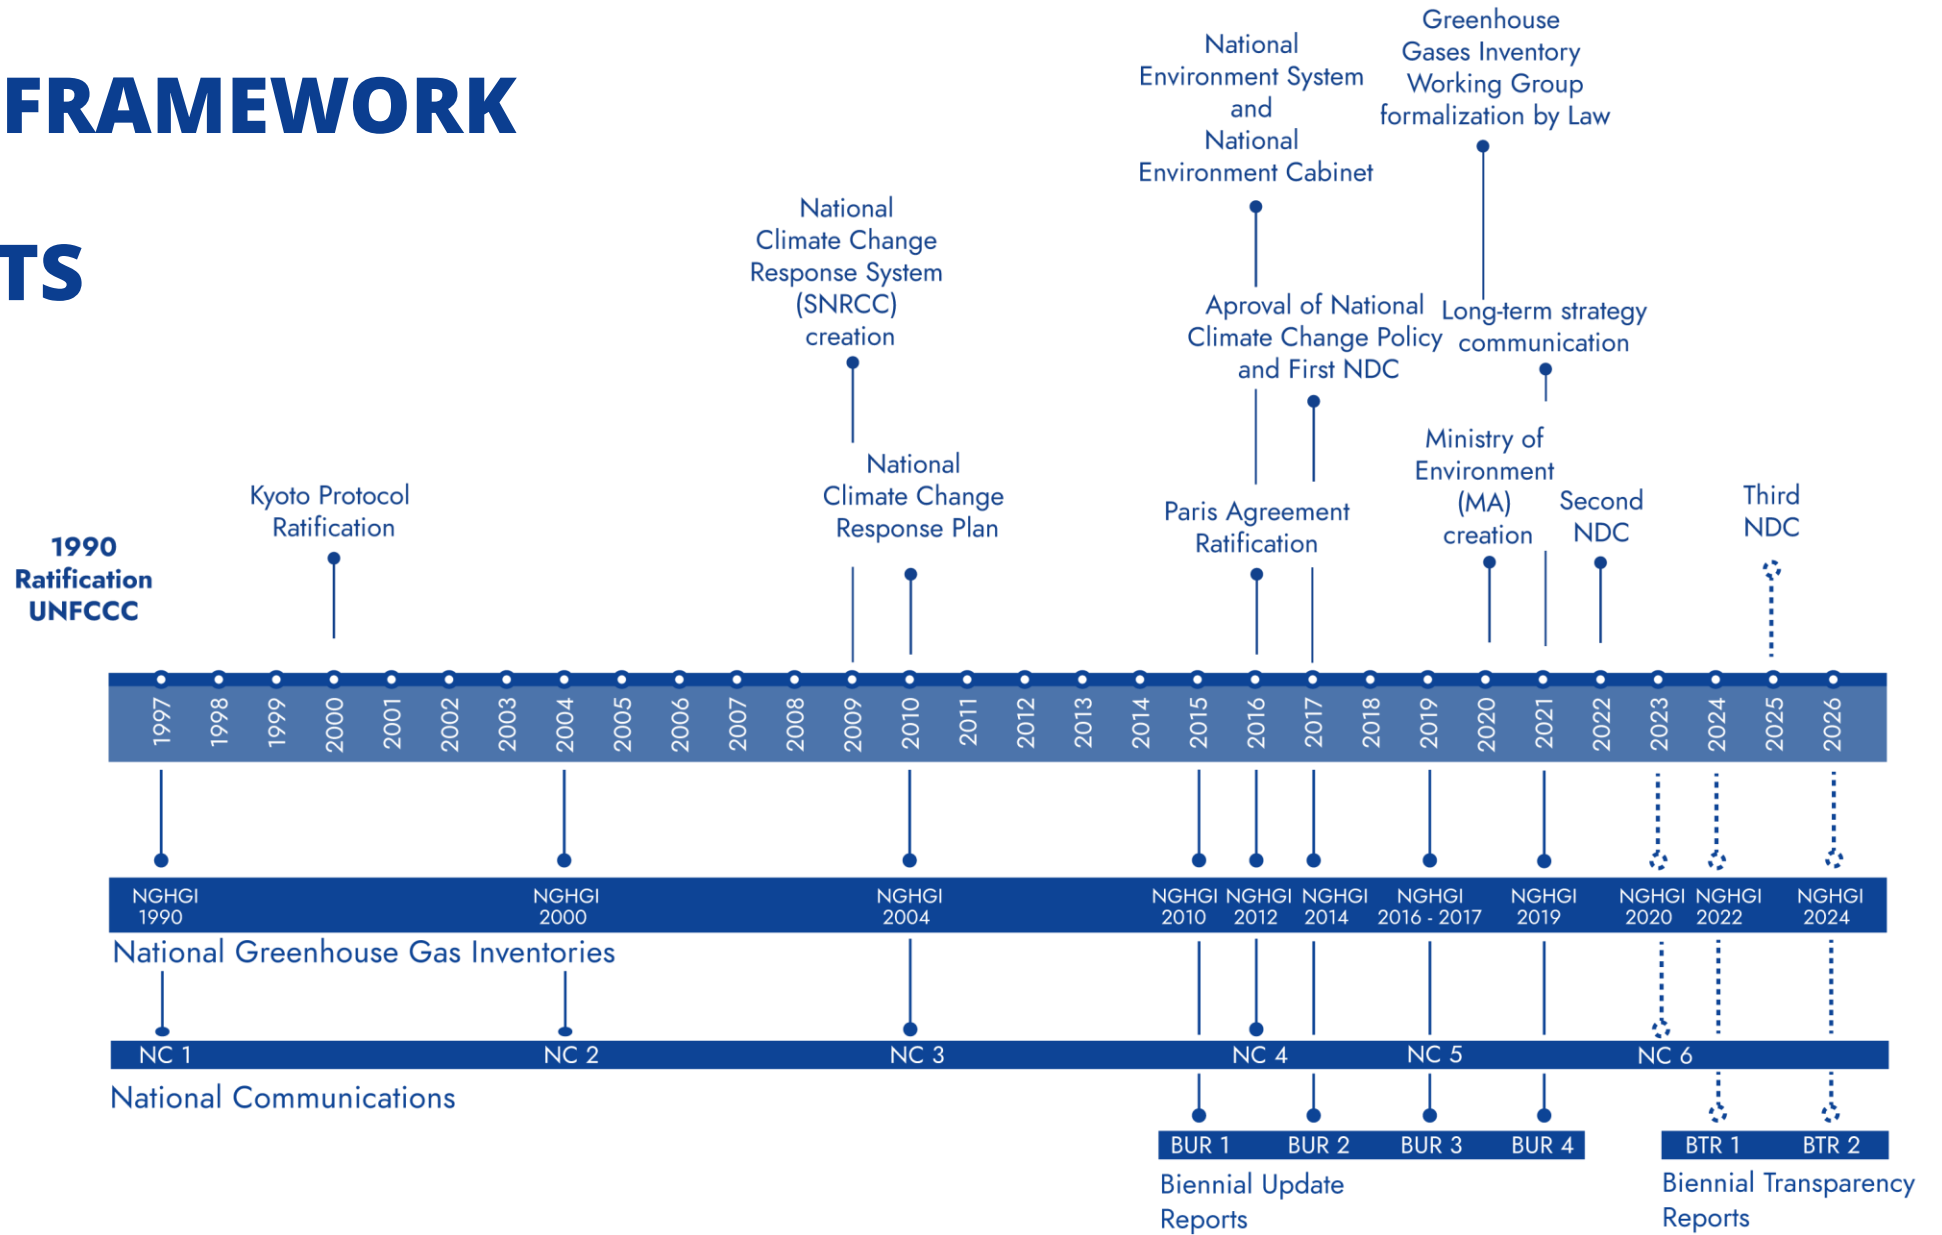 FRAMEWORK
TS
1990
Ratification
UNFCCC
Kyoto Protocol
Ratification
National
Climate Change
Response System
(SNRCC)
creation
National
Climate Change
Response Plan
National
Environment System
and
National
Environment Cabinet
Aproval of National
Climate Change Policy
and First NDC
Paris Agreement
Ratification
Greenhouse
Gases Inventory
Working Group
formalization by Law
Long-term strategy
communication
Ministry of
Environment
(MA)
creation
Second
NDC
Third
NDC
1997
1998
1999
2000
2001
2002
2003
2004
2005
2006
2007
2008
2009
2010
2011
2012
2013
2014
2015
2016
2017
2018
2019
2020
2021
2022
2023
2024
2025
2026
NGHGI
1990
NGHGI
2000
NGHGI
2004
NGHGI
2010
NGHGI
2012
NGHGI
2014
NGHGI
2016 - 2017
NGHGI
2019
NGHGI
2020
NGHGI
2022
NGHGI
2024
National Greenhouse Gas Inventories
NC 1
NC 2
NC 3
NC 4
NC 5
NC 6
National Communications
BUR 1
BUR 2
BUR 3
BUR 4
Biennial Update
Reports
BTR 1
BTR 2
Biennial Transparency
Reports